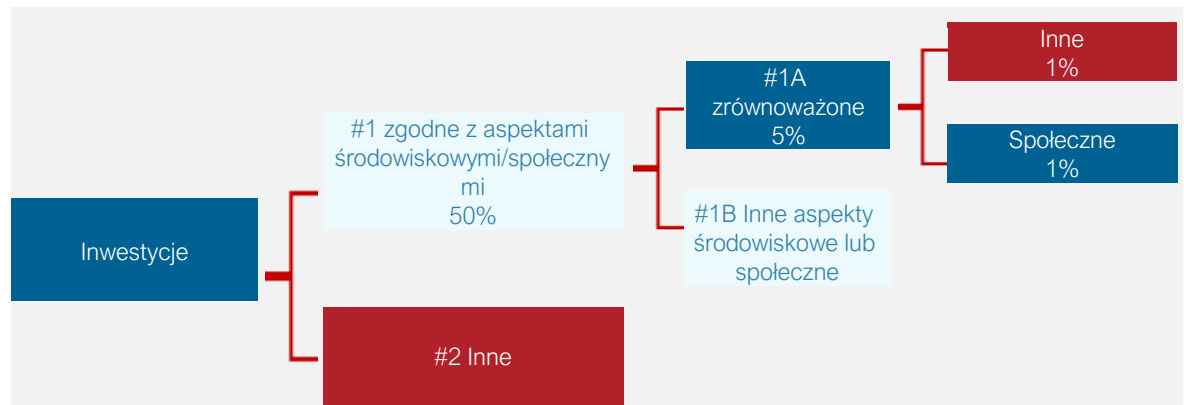 Inwestycje
#1 zgodne z aspektami
środowiskowymi/społeczny
mi
50%
#2 Inne
#1A
zrównoważone
5%
#1B Inne aspekty
środowiskowe lub
społeczne
Inne
1%
Społeczne
1%